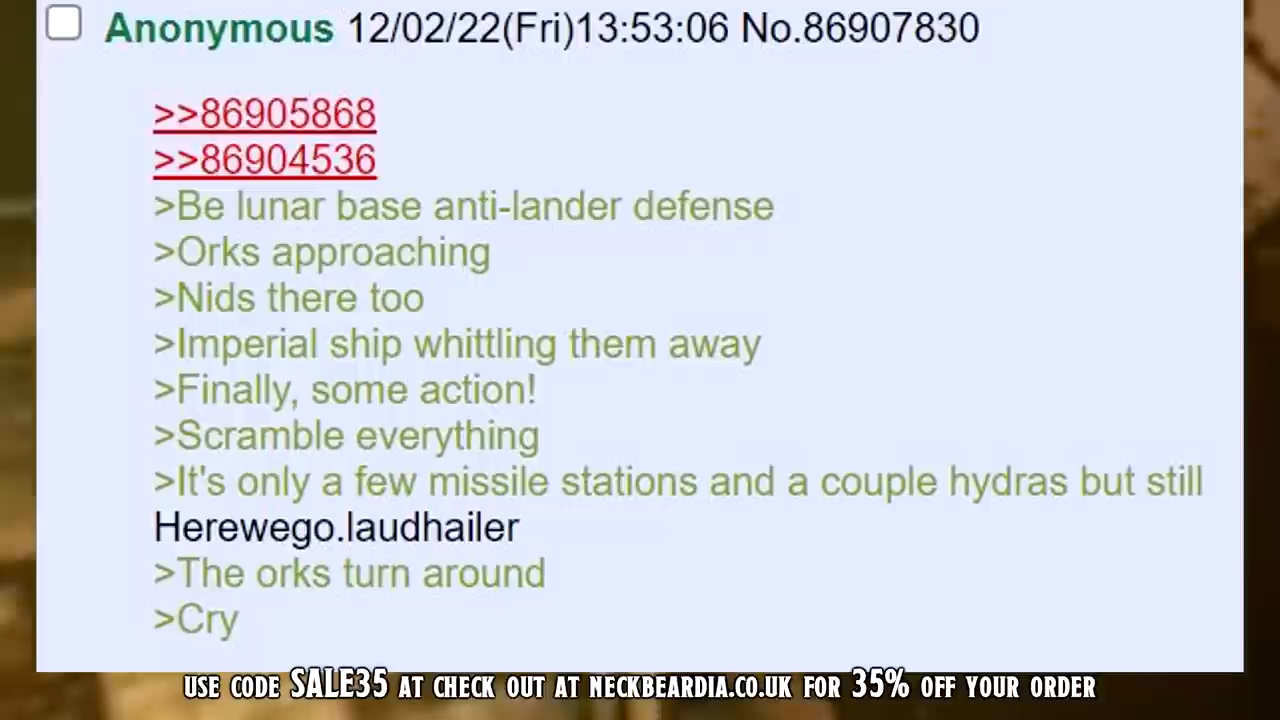 Anonymous 12/02/22(Fri)13:53:06 No.86907830
>>86905868
>>86904536
>Be lunar base anti-lander defense
>Orks approaching
>Nids there too
>Imperial ship whittling them away
>Finally, some action!
>Scramble everything
>It's only a few missile stations and a couple hydras but still
Herewego.laudhailer
>The orks turn around
>Cry
USE CODE SALE35 AT CHECK OUT AT NECKBEARDIA.CO.UK FOR 35% OFF YOUR ORDER